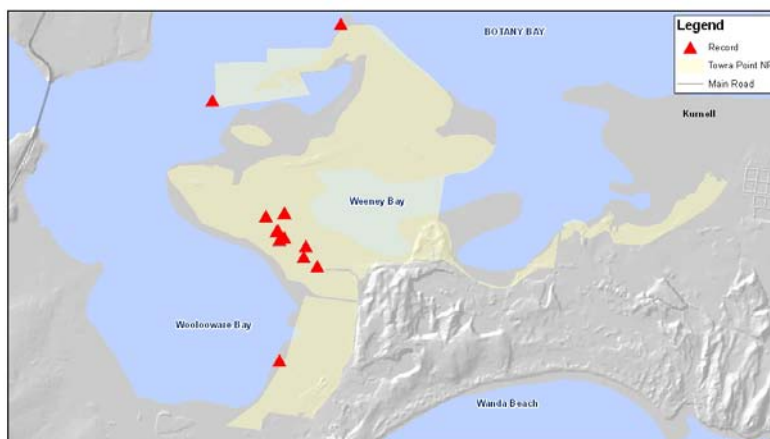 BOTANY BAY
Legend
Record
Towra Point NR
Main Road
Kurnell
Weeney Bay
Woolooware Bay
Wanda Beach